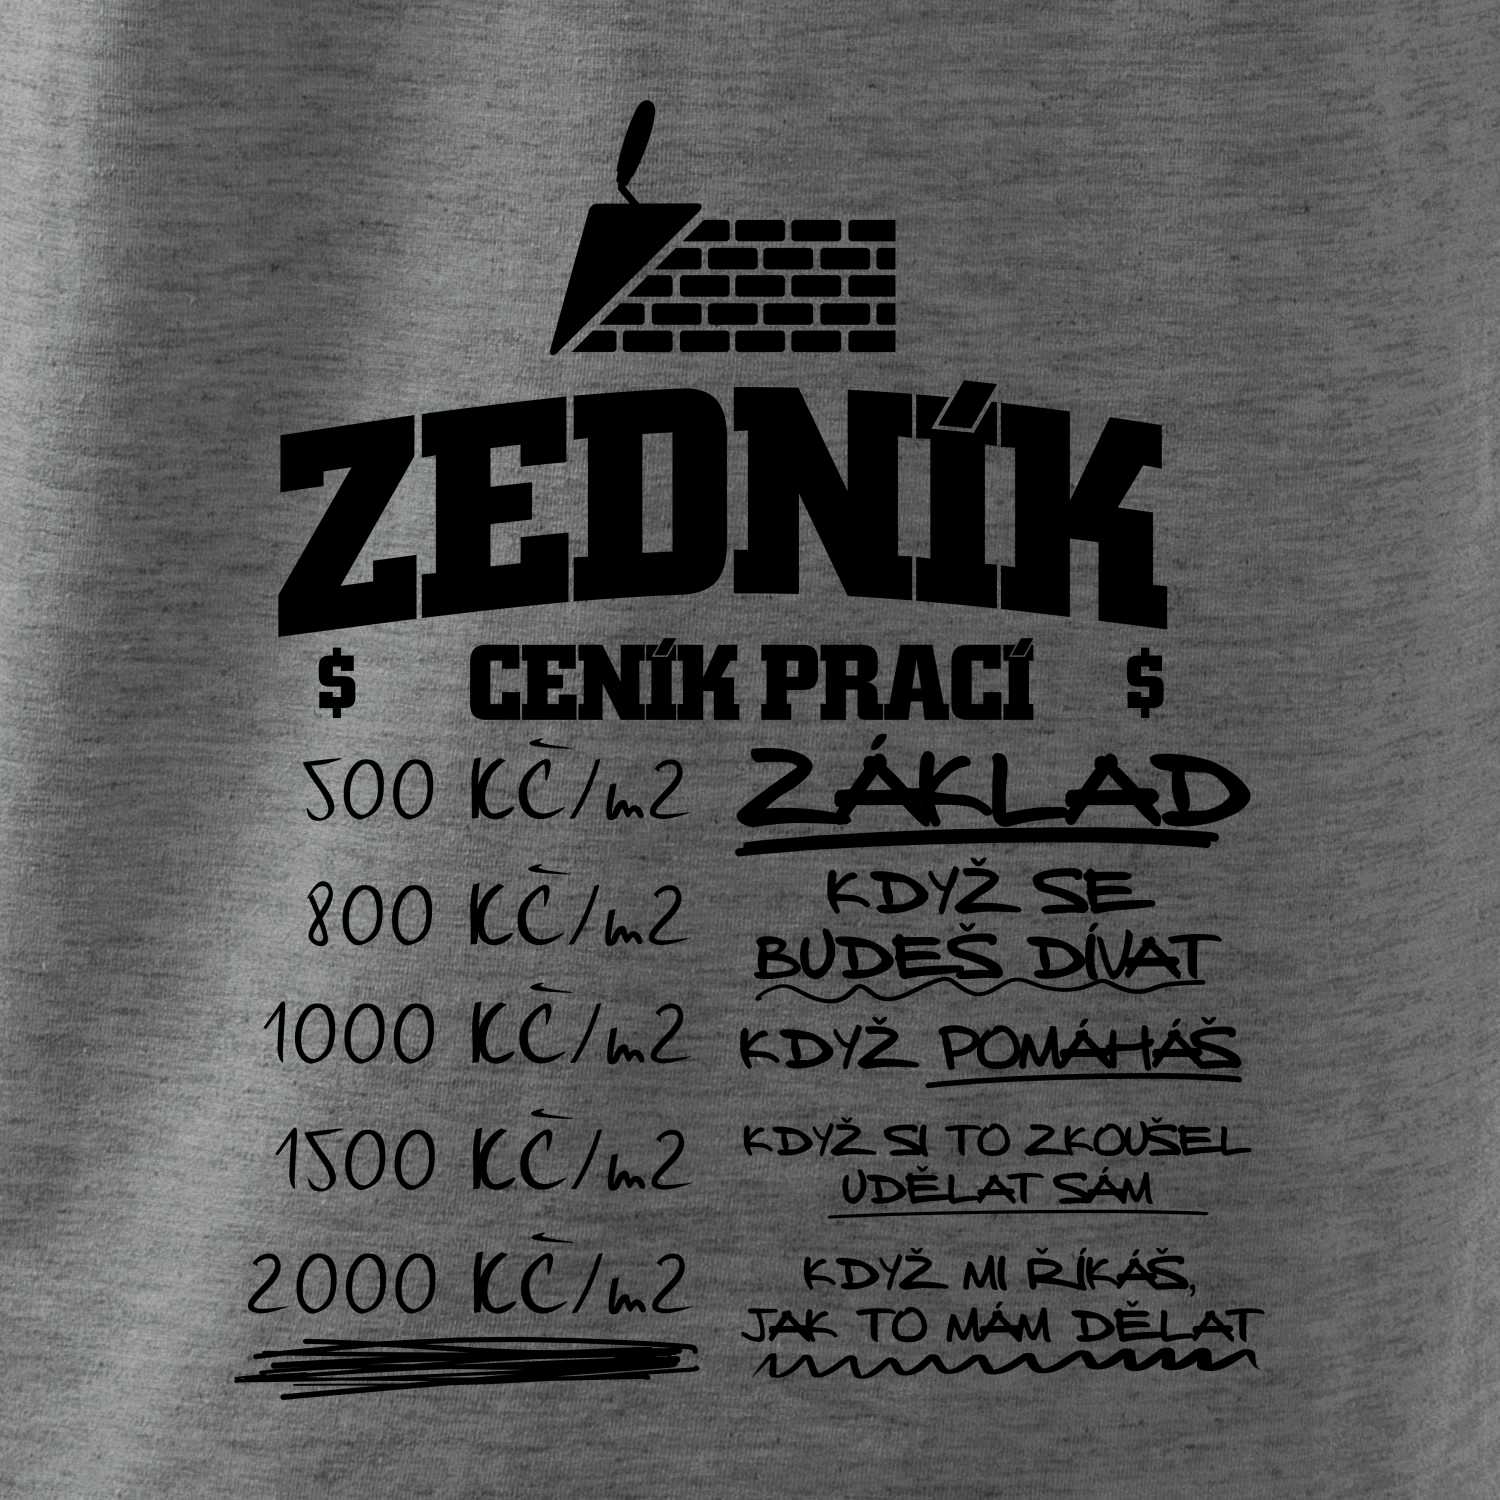 ZEDNÍK
$ CENÍK PRACÍ $
500 KČ/m2 ZÁKLAD
800 KČ/m2 KDYŽ SE
BUDEŠ DÍVAT
1000 KČ/m2 KDYŽ POMÁHÁŠ
1500 KČ/m2 KDYŽ SI TO ZKOUŠEL
UDĚLAT SÁM
2000 KČ/m2 KDYŽ MI ŘÍKÁŠ,
JAK TO MÁM DĚLAT